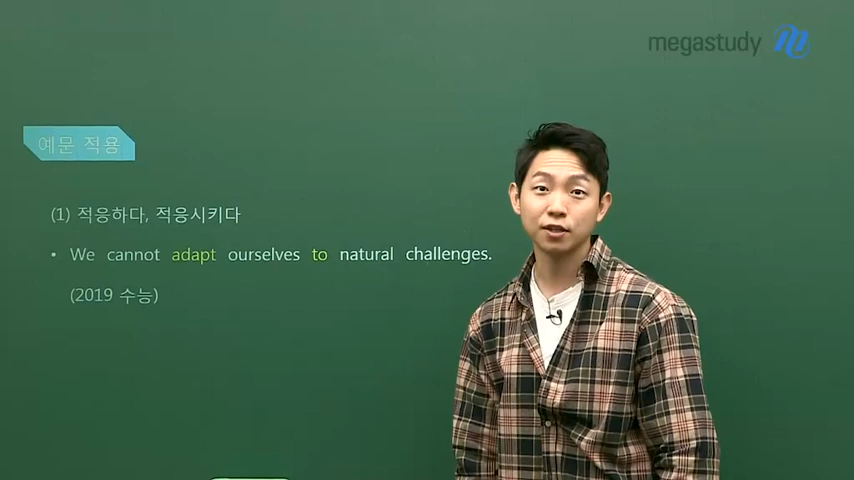 megastudy
예문 적용
(1) 적응하다, 적응시키다
• We cannot adapt ourselves to natural challenges.
(2019 수능)